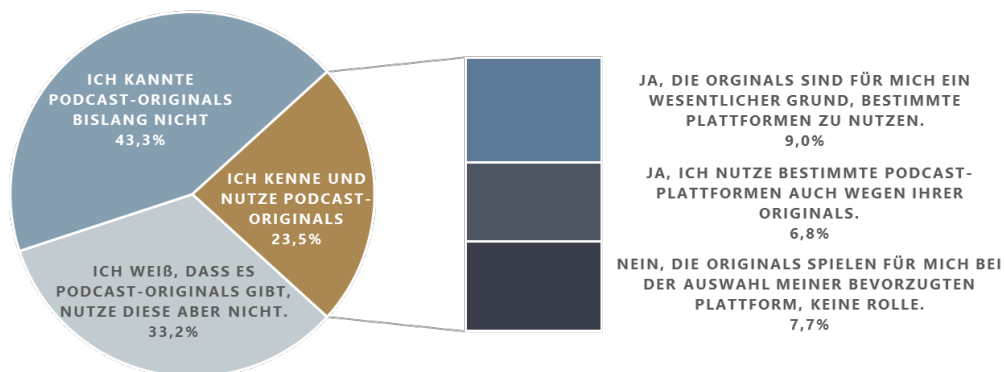 ICH KANNTE
PODCAST-ORIGINALS
BISLANG NICHT
43,3%
ICH KENNE UND
NUTZE PODCAST-
ORIGINALS
23,5%
ICH WEIß, DASS ES
PODCAST-ORIGINALS GIBT,
NUTZE DIESE ABER NICHT.
33,2%
JA, DIE ORGINALS SIND FÜR MICH EIN
WESENTLICHER GRUND, BESTIMMTE
PLATTFORMEN ZU NUTZEN.
9,0%
JA, ICH NUTZE BESTIMMTE PODCAST-
PLATTFORMEN AUCH WEGEN IHRER
ORIGINALS.
6,8%
NEIN, DIE ORIGINALS SPIELEN FÜR MICH BEI
DER AUSWAHL MEINER BEVORZUGTEN
PLATTFORM, KEINE ROLLE.
7,7%